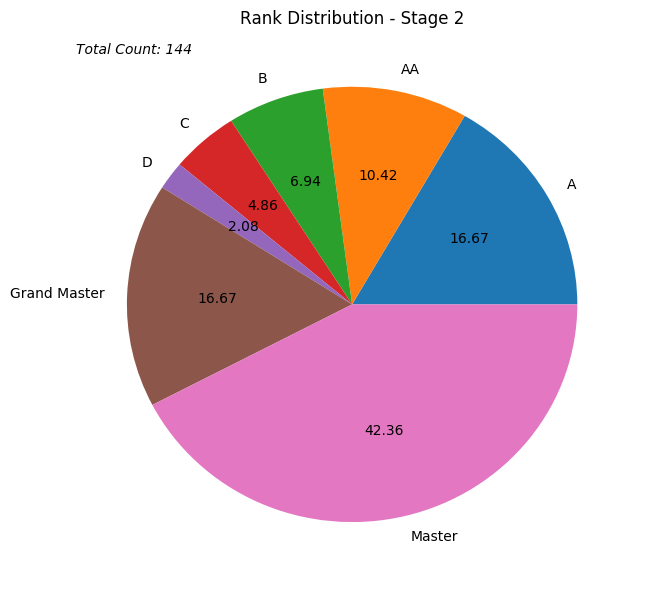 Rank Distribution - Stage 2
Total Count: 144
AA
B
C
D
A
10.42
6.94
4.86
2.08
16.67
Grand Master
16.67
42.36
Master